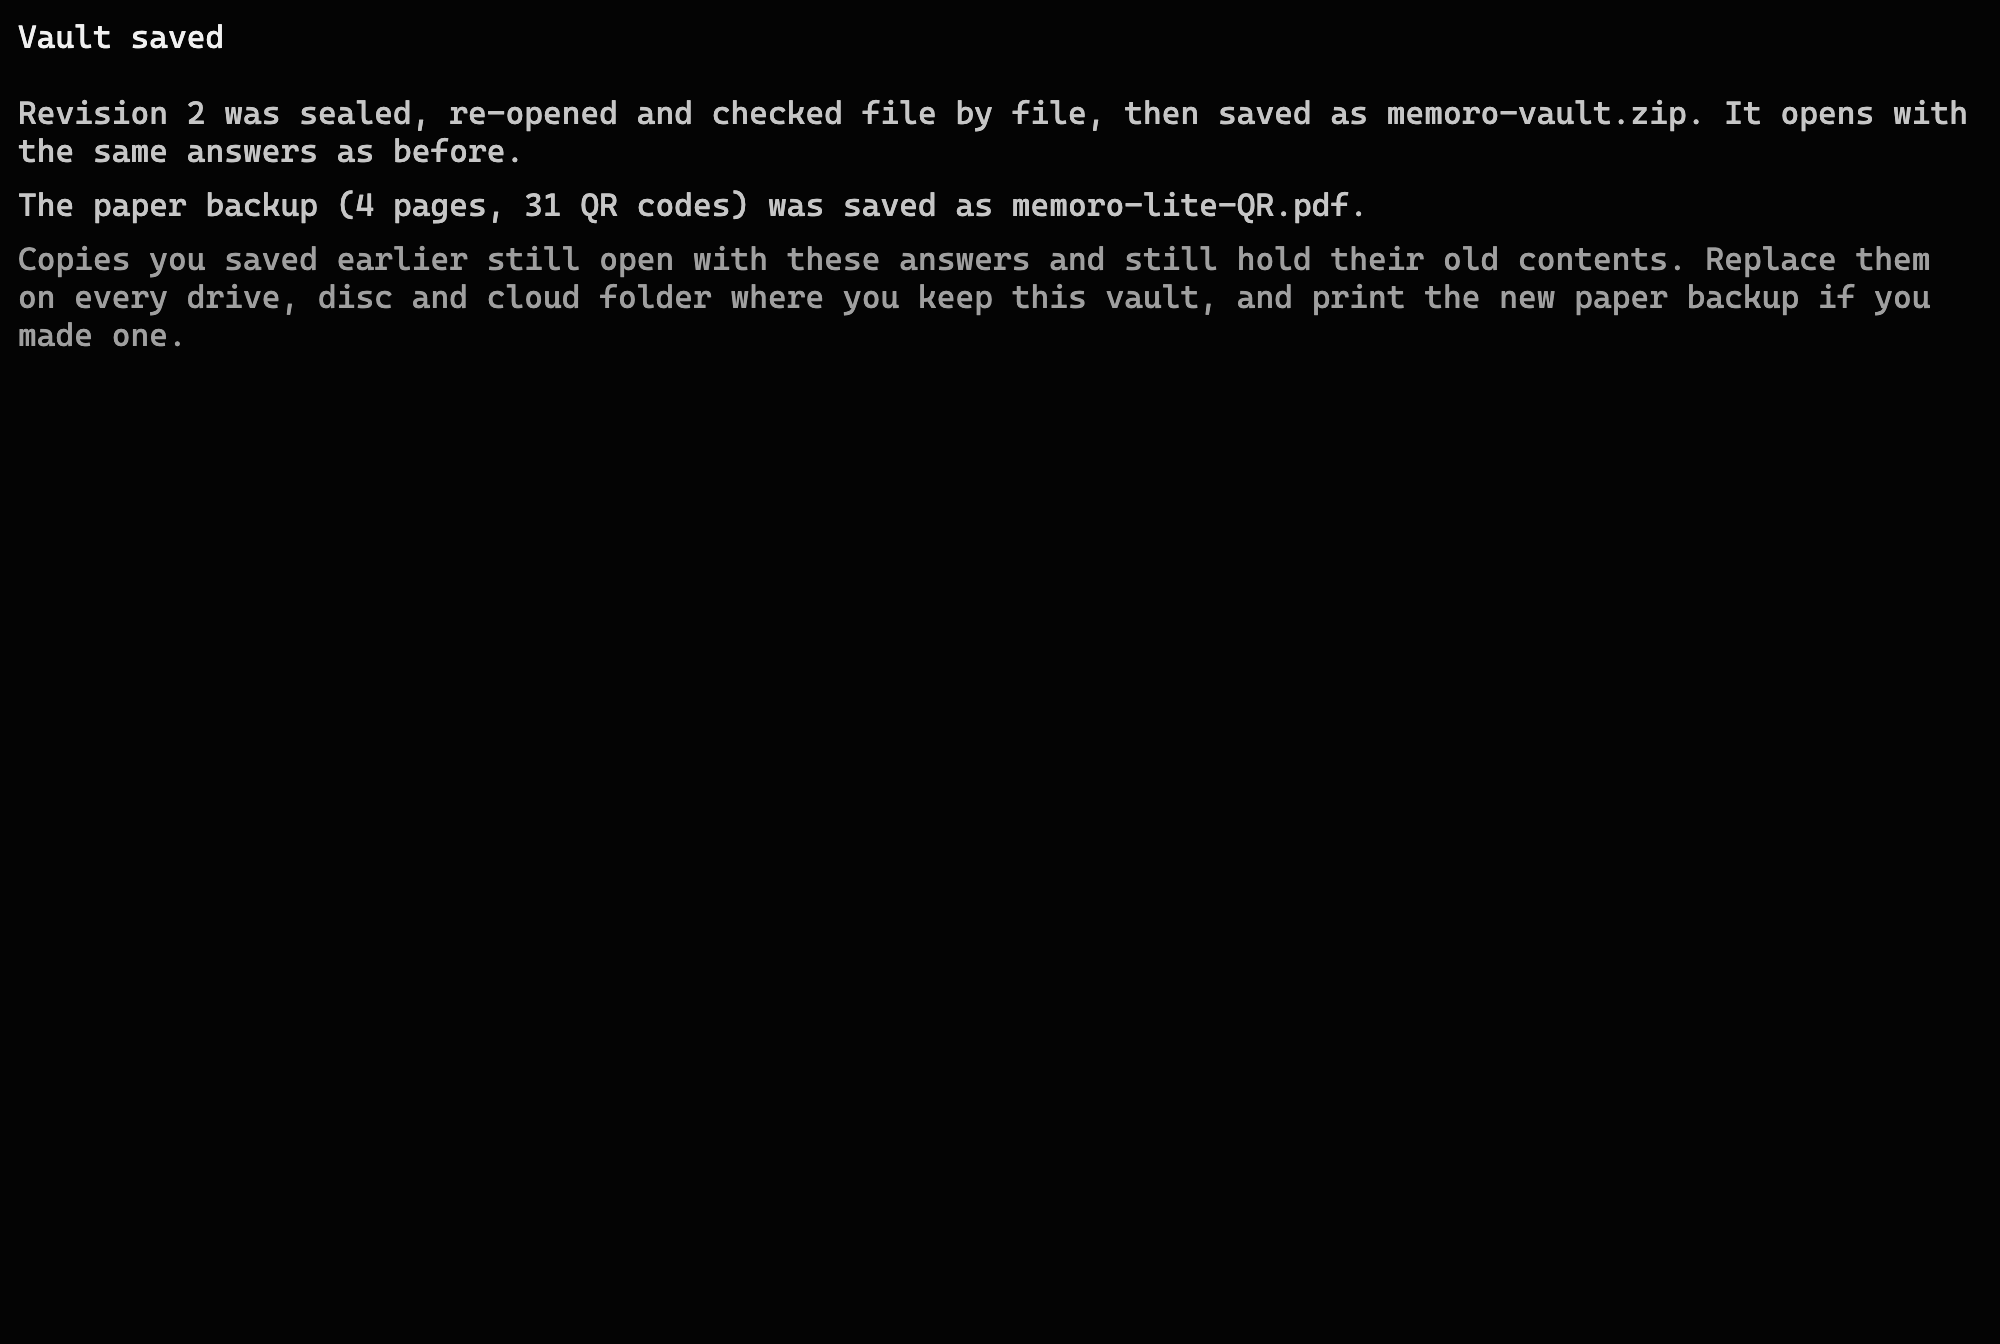 Vault saved
Revision 2 was sealed, re-opened and checked file by file, then saved as memoro-vault.zip. It opens with
the same answers as before.
The paper backup (4 pages, 31 QR codes) was saved as memoro-lite-QR.pdf.
Copies you saved earlier still open with these answers and still hold their old contents. Replace them
on every drive, disc and cloud folder where you keep this vault, and print the new paper backup if you
made one.